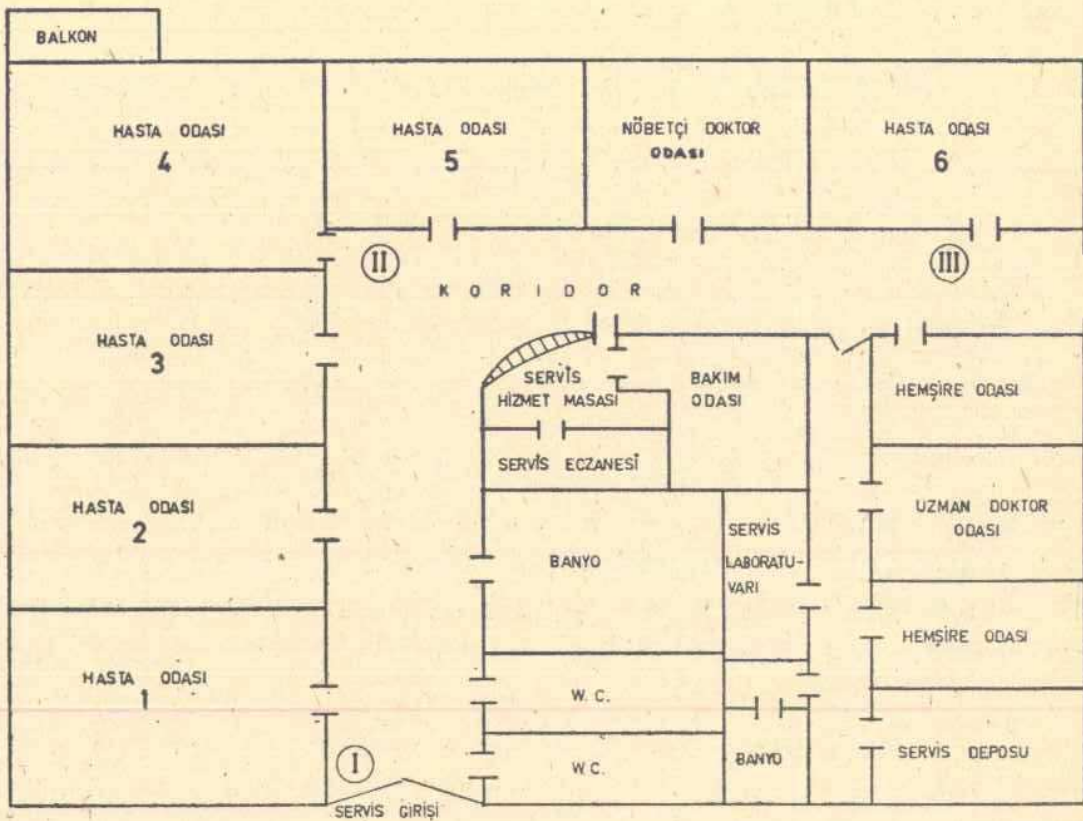 BALKON
HASTA ODASI
4
HASTA ODASI
5
NÖBETÇİ DOKTOR
ODASI
HASTA ODASI
6
II
III
KORIDOR
HASTA ODASI
3
SERVİS
HİZMET MASASI
BAKIM
ODASI
HEMŞİRE ODASI
SERVİS ECZANESİ
HASTA ODASI
2
UZMAN DOKTOR
ODASI
BANYO
SERVİS
LABORATU-
VARI
HEMŞİRE ODASI
HASTA ODASI
1
W.C.
I
W.C.
BANYO
SERVİS DEPOSU
SERVİS GİRİŞİ